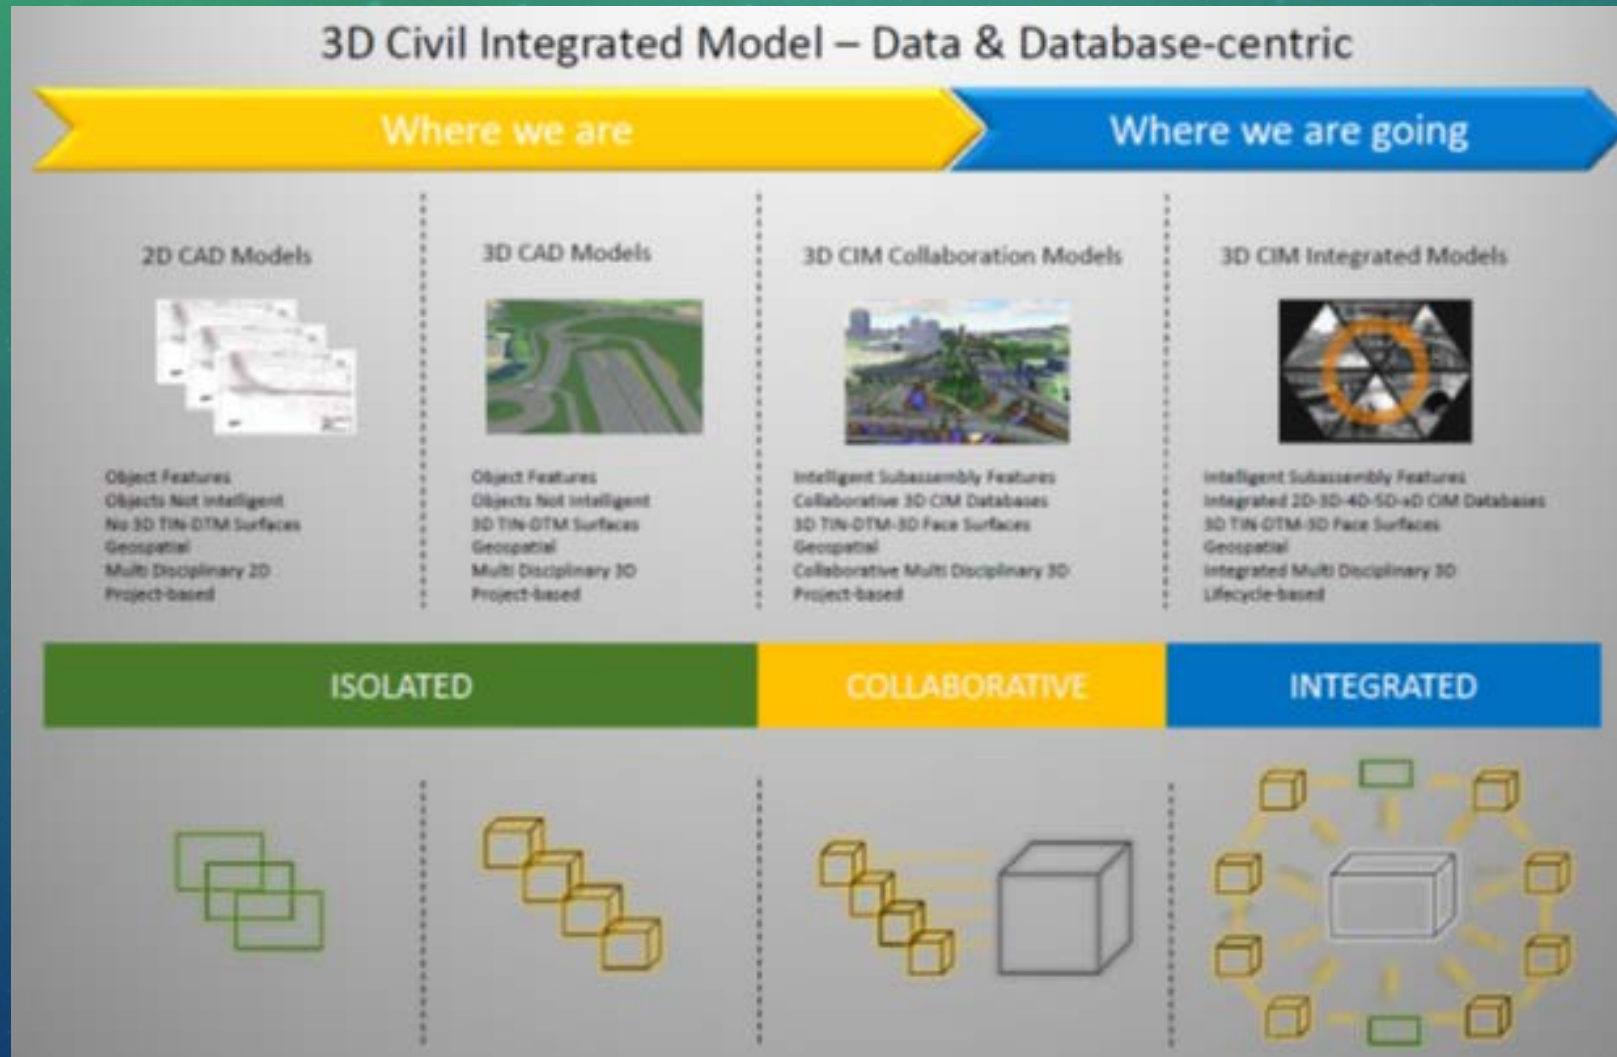 3D Civil Integrated Model – Data & Database-centric
Where we are
Where we are going
2D CAD Models
Object Features
Objects Not Intelligent
No 3D TIN-DTM Surfaces
Geospatial
Multi Disciplinary 2D
Project-based
3D CAD Models
Object Features
Objects Not Intelligent
3D TIN-DTM Surfaces
Geospatial
Multi Disciplinary 3D
Project-based
3D CIM Collaboration Models
Intelligent Subassembly Features
Collaborative 3D CIM Databases
3D TIN-DTM-3D Face Surfaces
Geospatial
Collaborative Multi Disciplinary 3D
Project-based
3D CIM Integrated Models
Intelligent Subassembly Features
Integrated 2D-3D-4D-5D-xD CIM Databases
3D TIN-DTM-3D Face Surfaces
Geospatial
Integrated Multi Disciplinary 3D
Lifecycle-based
ISOLATED
COLLABORATIVE
INTEGRATED